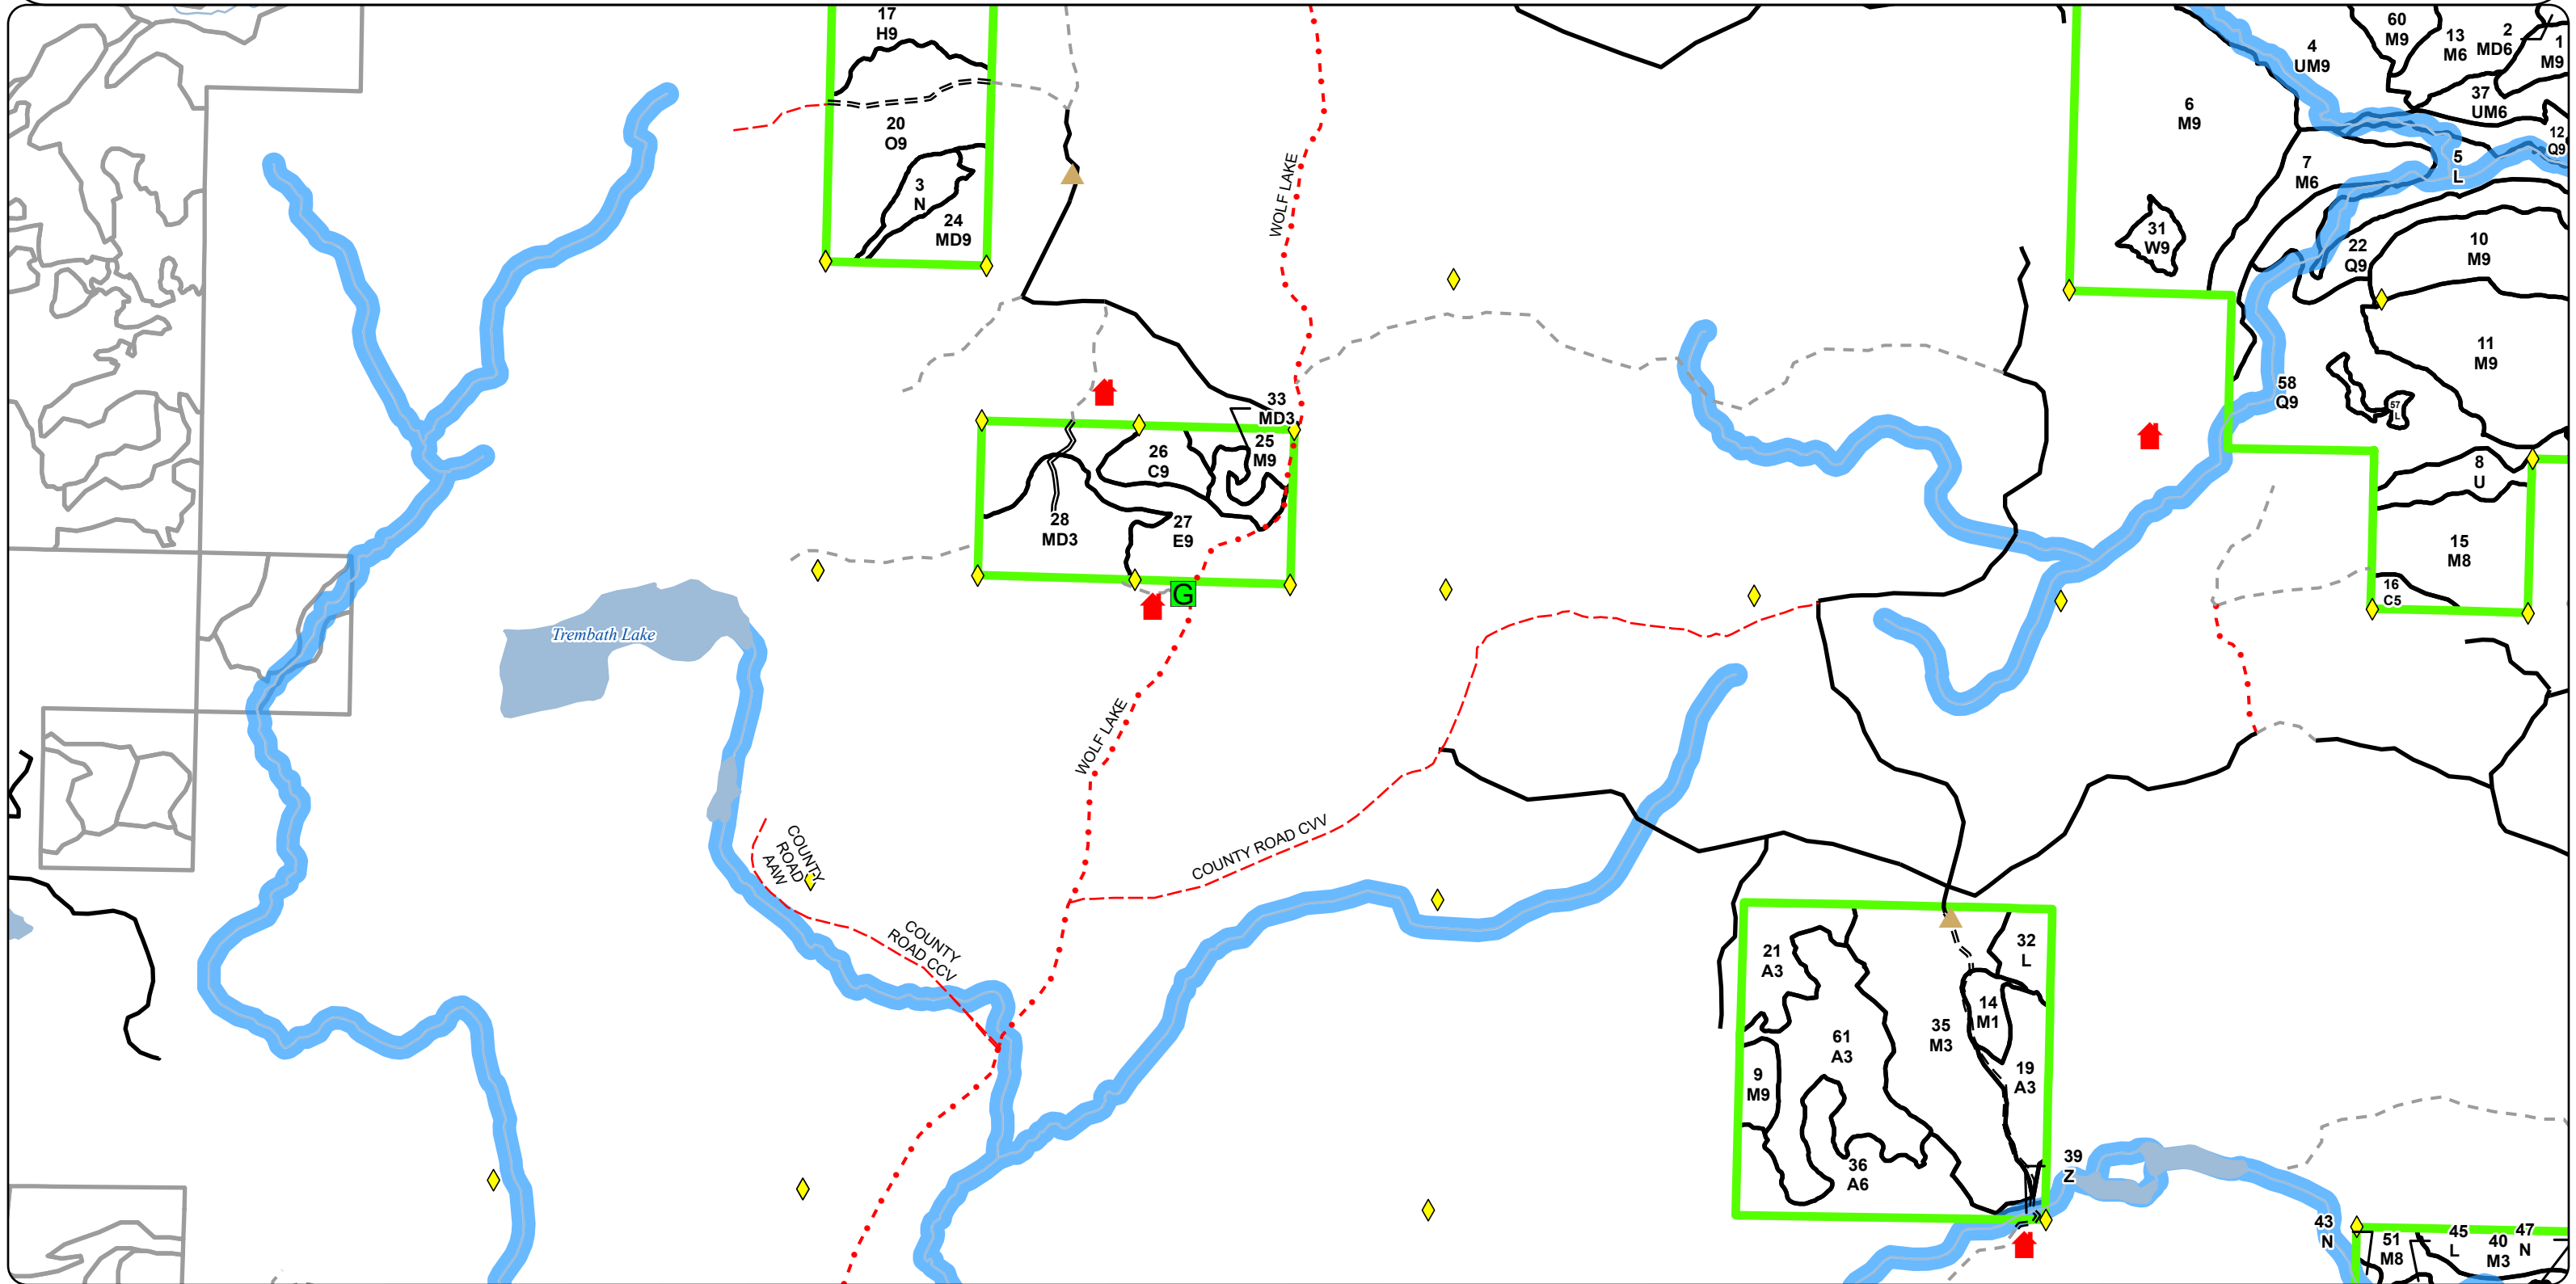 17
H9
20
O9
3
N
24
MD9
WOLF LAKE
60
M9
13
M6
2
MD6
1
M9
4
UM9
37
UM6
6
M9
12
Q9
5
L
7
M6
31
W9
22
Q9
10
M9
11
M9
58
Q9
57
L
8
U
15
M8
16
C5
33
MD3
25
M9
26
C9
28
MD3
27
E9
G
Trembath Lake
WOLF LAKE
COUNTY
ROAD
AAW
COUNTY ROAD CVV
COUNTY
ROAD CCV
21
A3
32
L
14
M1
35
M3
61
A3
19
A3
9
M9
36
A6
39
Z
43
N
51
M8
45
L
40
M3
47
N